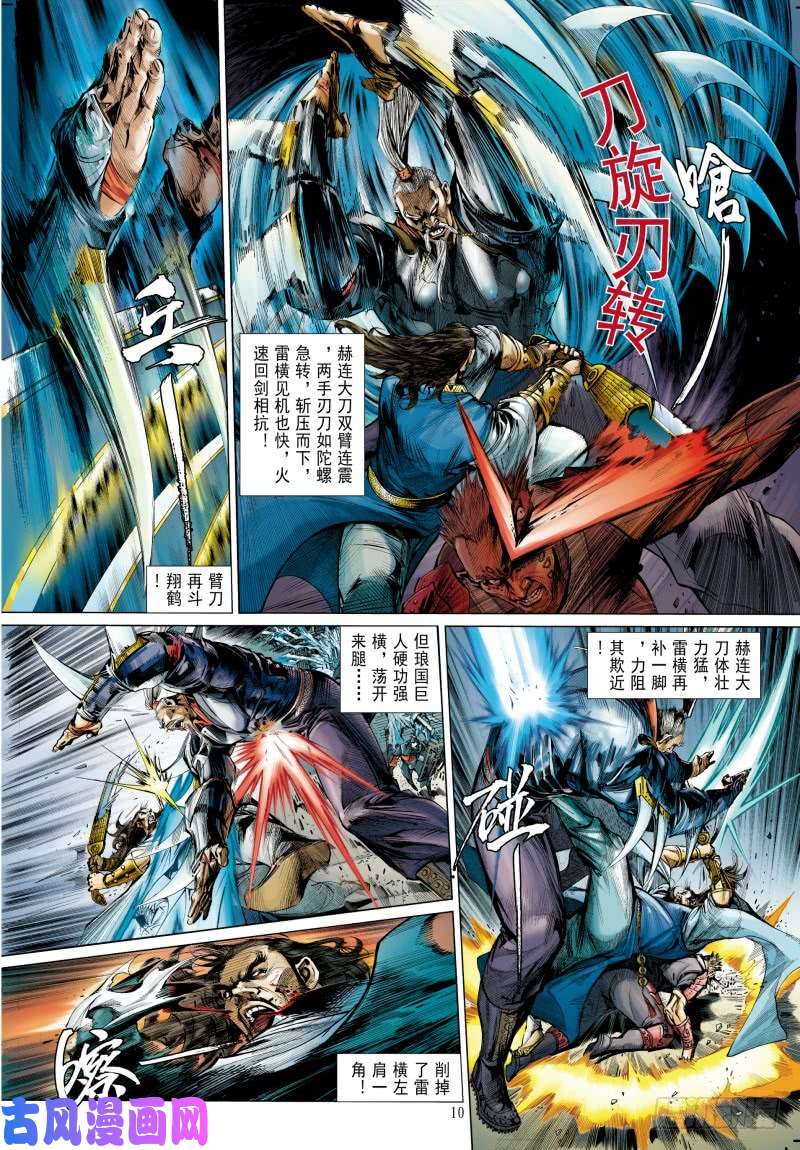 刀旋刃转
嗆
赫连大刀双臂连震
，两手刃刀如陀螺
急转，斩压而下，
雷横见机也快，火
速回剑相抗！
兵
臂刀
再斗
翔鹤
！
赫连大
刀体壮
力猛，
雷横再
补一脚
，力阻
其欺近
！
碰
但琅国巨
人硬功强
横，荡开
来腿……
削掉
了雷
横左
肩一
角！
嚓
10
古风漫画网